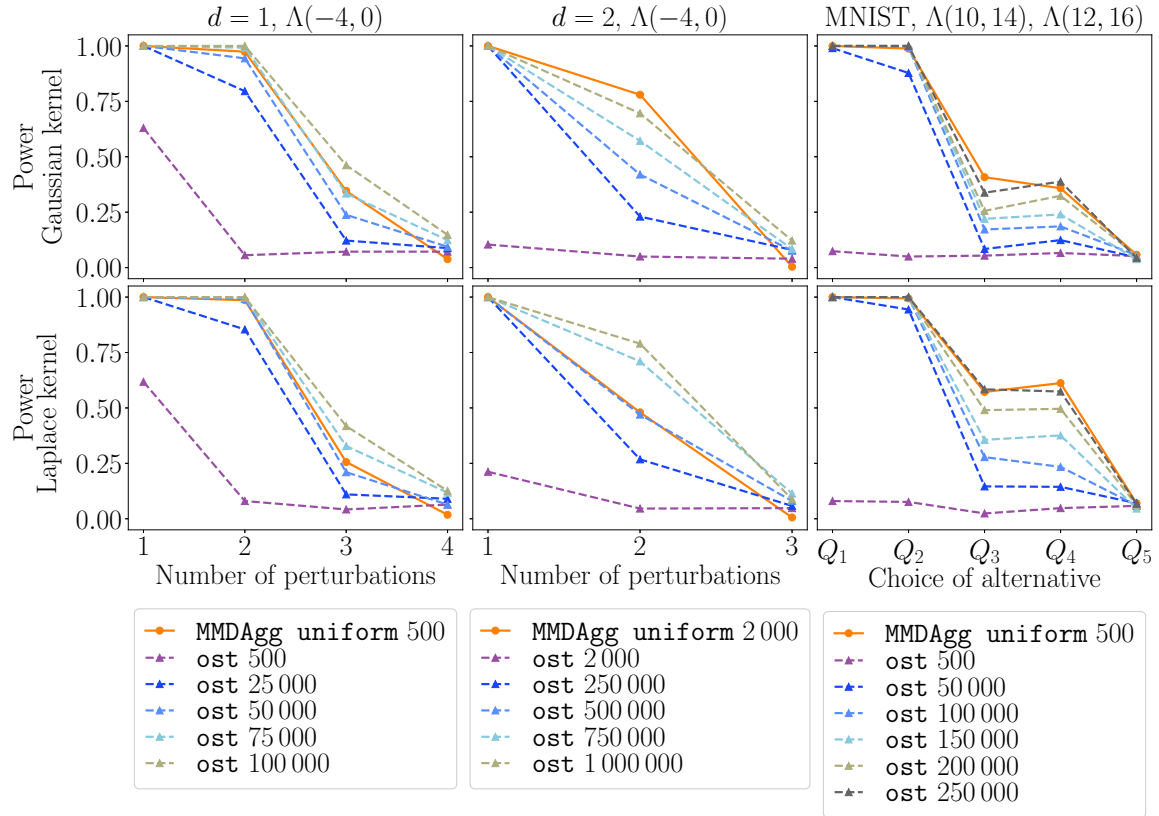 d = 1, Λ(−4, 0)
d = 2, Λ(−4, 0)
MNIST, Λ(10, 14), Λ(12, 16)
Power
Gaussian kernel
1.00
0.75
0.50
0.25
0.00
Power
Laplace kernel
1.00
0.75
0.50
0.25
0.00
1 2 3 4
Number of perturbations
1 2 3
Number of perturbations
Q1 Q2 Q3 Q4 Q5
Choice of alternative
MMDAgg uniform 500
ost 500
ost 25 000
ost 50 000
ost 75 000
ost 100 000
MMDAgg uniform 2 000
ost 2 000
ost 250 000
ost 500 000
ost 750 000
ost 1 000 000
MMDAgg uniform 500
ost 500
ost 50 000
ost 100 000
ost 150 000
ost 200 000
ost 250 000